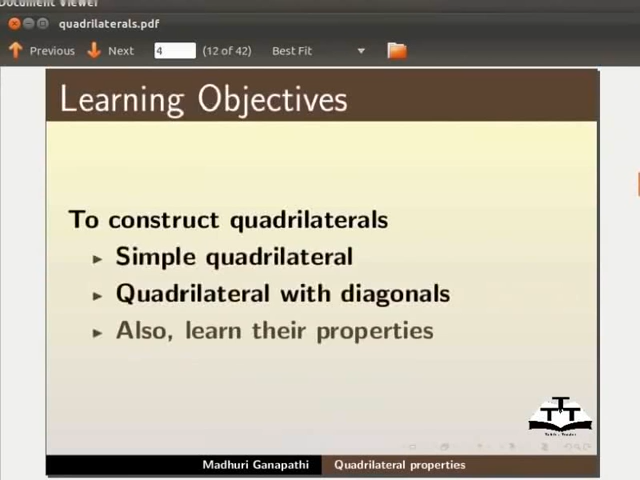 Document Viewer
quadrilaterals.pdf
Previous Next 4 (12 of 42) Best Fit
Learning Objectives
To construct quadrilaterals
Simple quadrilateral
Quadrilateral with diagonals
Also, learn their properties
TTT
Madhuri Ganapathi Quadrilateral properties